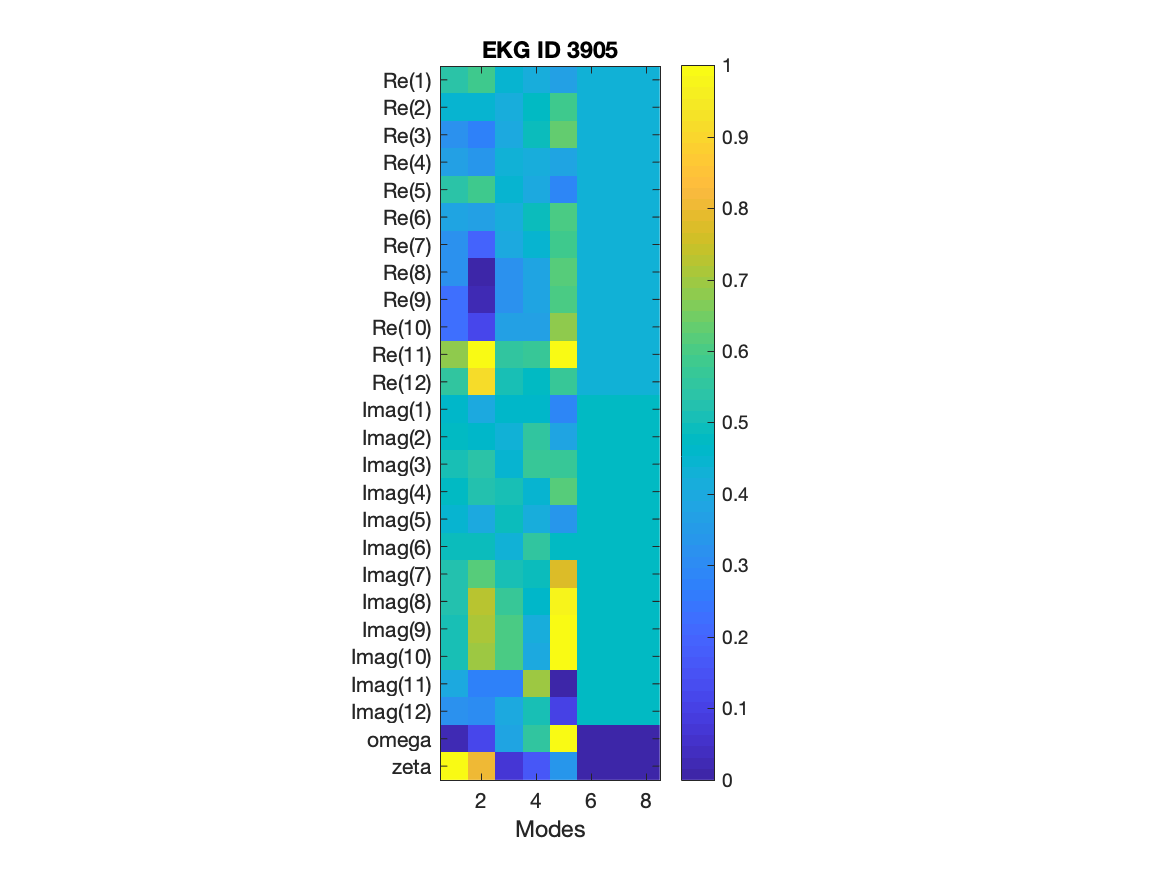 EKG ID 3905
Re(1)
Re(2)
Re(3)
Re(4)
Re(5)
Re(6)
Re(7)
Re(8)
Re(9)
Re(10)
Re(11)
Re(12)
Imag(1)
Imag(2)
Imag(3)
Imag(4)
Imag(5)
Imag(6)
Imag(7)
Imag(8)
Imag(9)
Imag(10)
Imag(11)
Imag(12)
omega
zeta
2 4 6 8
Modes
1
0.9
0.8
0.7
0.6
0.5
0.4
0.3
0.2
0.1
0